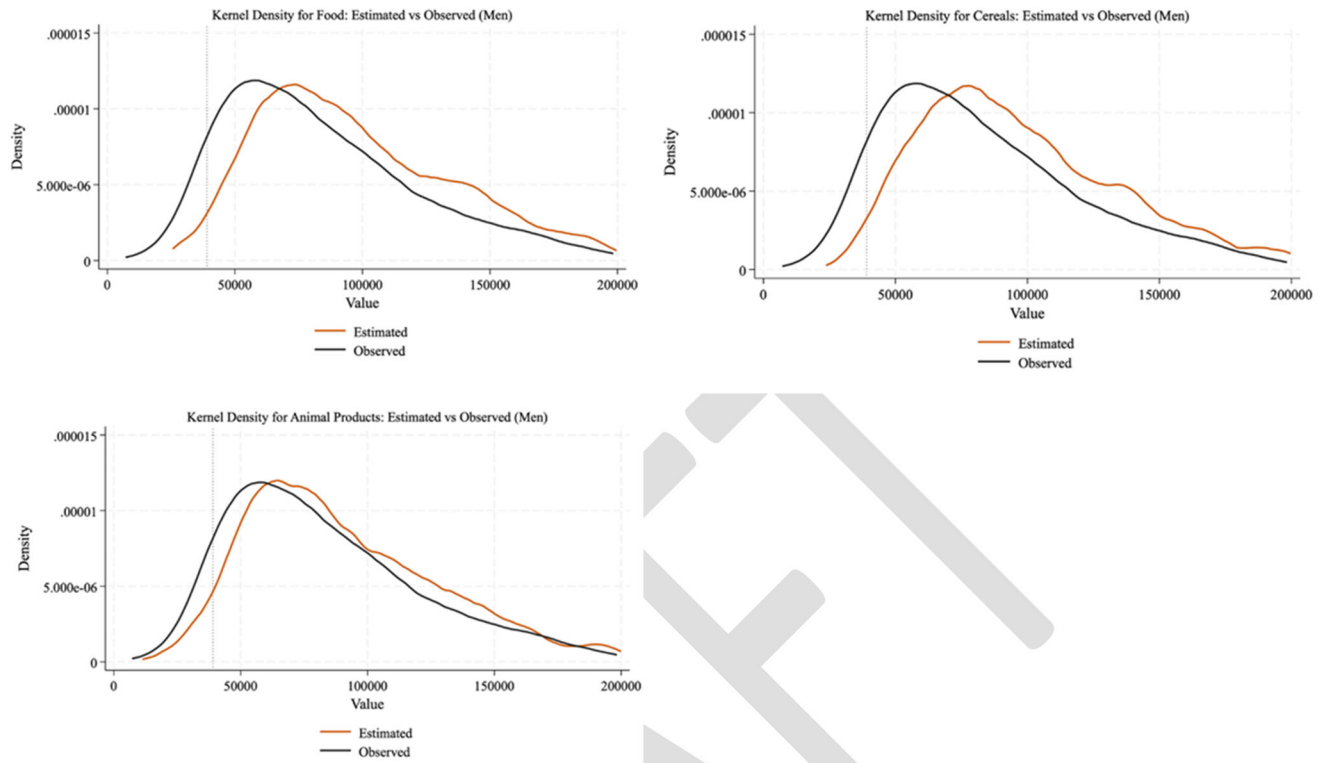 Kernel Density for Food: Estimated vs Observed (Men)
.000015
.00001
5.000e-06
0
Density
0 50000 100000 150000 200000
Value
Estimated
Observed
Kernel Density for Cereals: Estimated vs Observed (Men)
.000015
.00001
5.000e-06
0
Density
0 50000 100000 150000 200000
Value
Estimated
Observed
Kernel Density for Animal Products: Estimated vs Observed (Men)
.000015
.00001
5.000e-06
0
Density
0 50000 100000 150000 200000
Value
Estimated
Observed